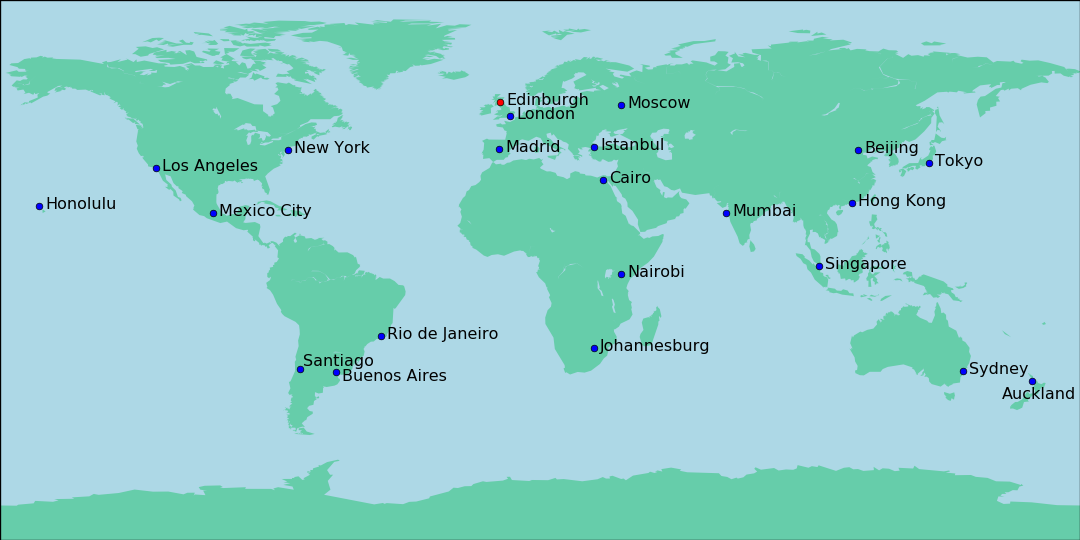 Edinburgh
Moscow
London
New York
Madrid
Istanbul
Beijing
Los Angeles
Tokyo
Cairo
Honolulu
Mexico City
Mumbai
Hong Kong
Singapore
Nairobi
Rio de Janeiro
Johannesburg
Santiago
Buenos Aires
Sydney
Auckland